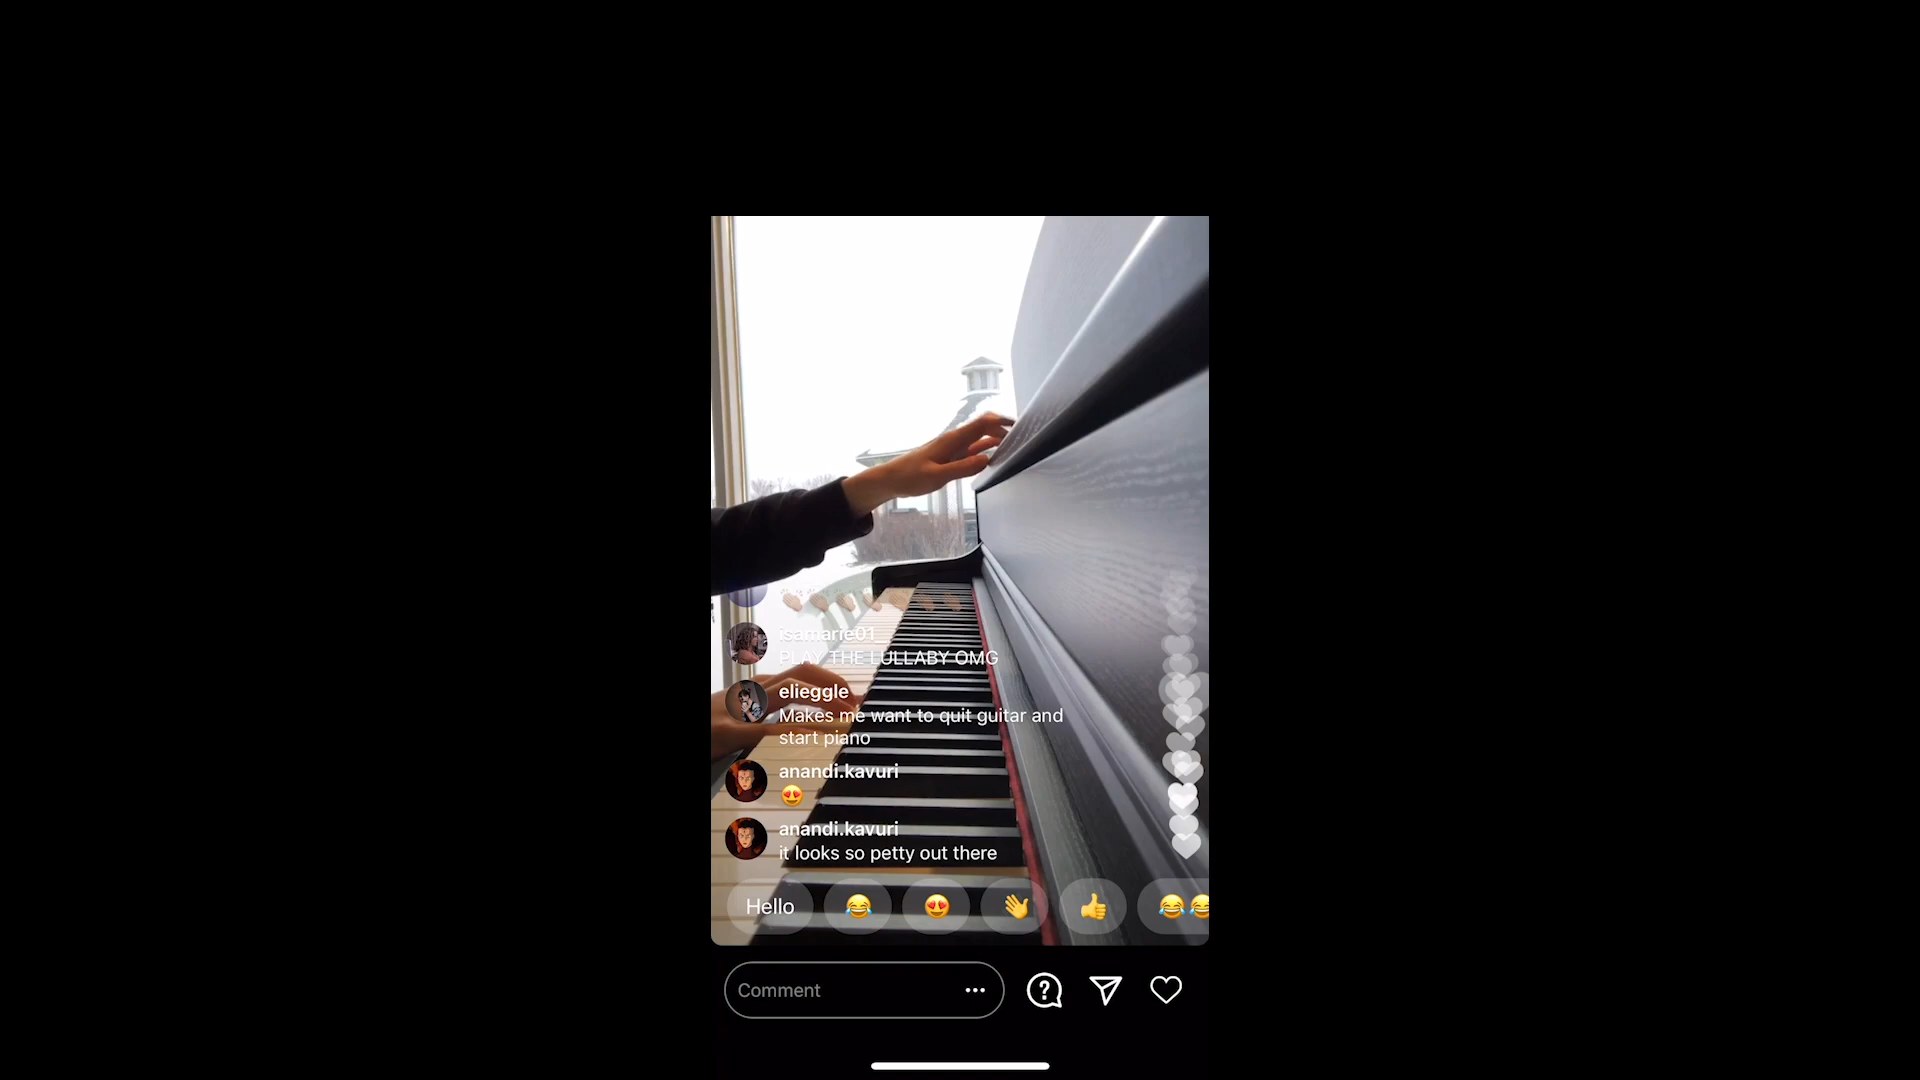 isamarie01_
PLAY THE LULLABY OMG
elieggle
Makes me want to quit guitar and
start piano
anandi.kavuri
😍
anandi.kavuri
it looks so petty out there
Hello
Comment